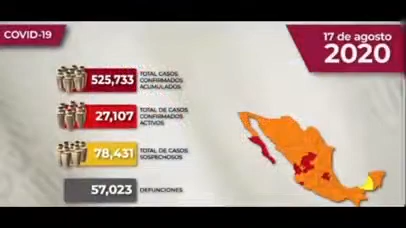 COVID-19
17 de agosto
2020
525,733
TOTAL CASOS
CONFIRMADOS
ACUMULADOS
27,107
TOTAL DE CASOS
CONFIRMADOS
ACTIVOS
78,431
TOTAL DE CASOS
SOSPECHOSOS
57,023
DEFUNCIONES